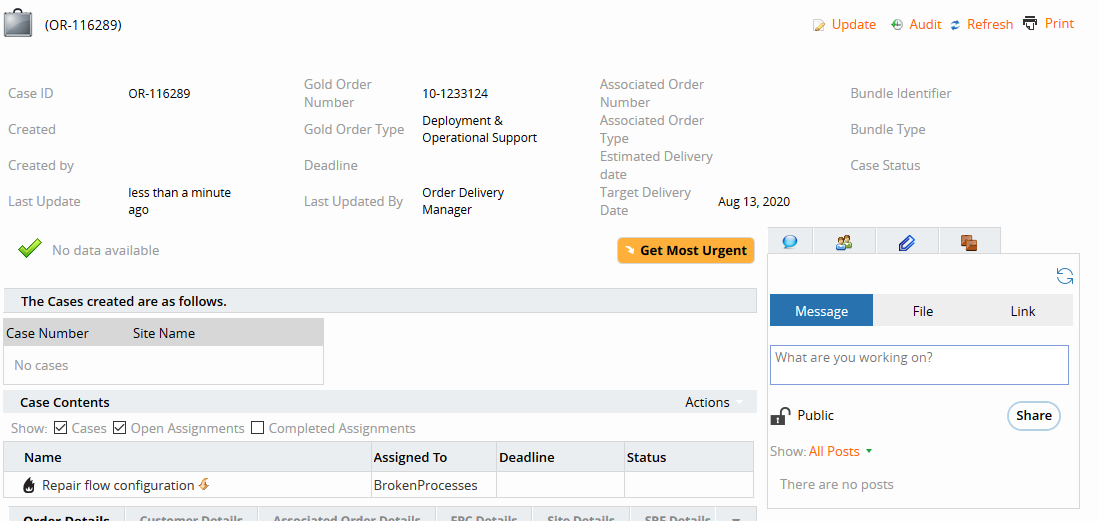 (OR-116289)
Update Audit Refresh Print
Case ID OR-116289 Gold Order Number 10-1233124 Associated Order Number Bundle Identifier
Created Gold Order Type Deployment & Operational Support Associated Order Type Bundle Type
Created by Deadline Estimated Delivery date Case Status
Last Update less than a minute ago Last Updated By Order Delivery Manager Target Delivery Date Aug 13, 2020
No data available Get Most Urgent
The Cases created are as follows.
Case Number Site Name
No cases
Case Contents Actions
Show: Cases Open Assignments Completed Assignments
Name Assigned To Deadline Status
Repair flow configuration BrokenProcesses
Order Details Customer Details Associated Order Details EPC Details Site Details SRF Details
Message File Link
What are you working on?
Public Share
Show: All Posts
There are no posts